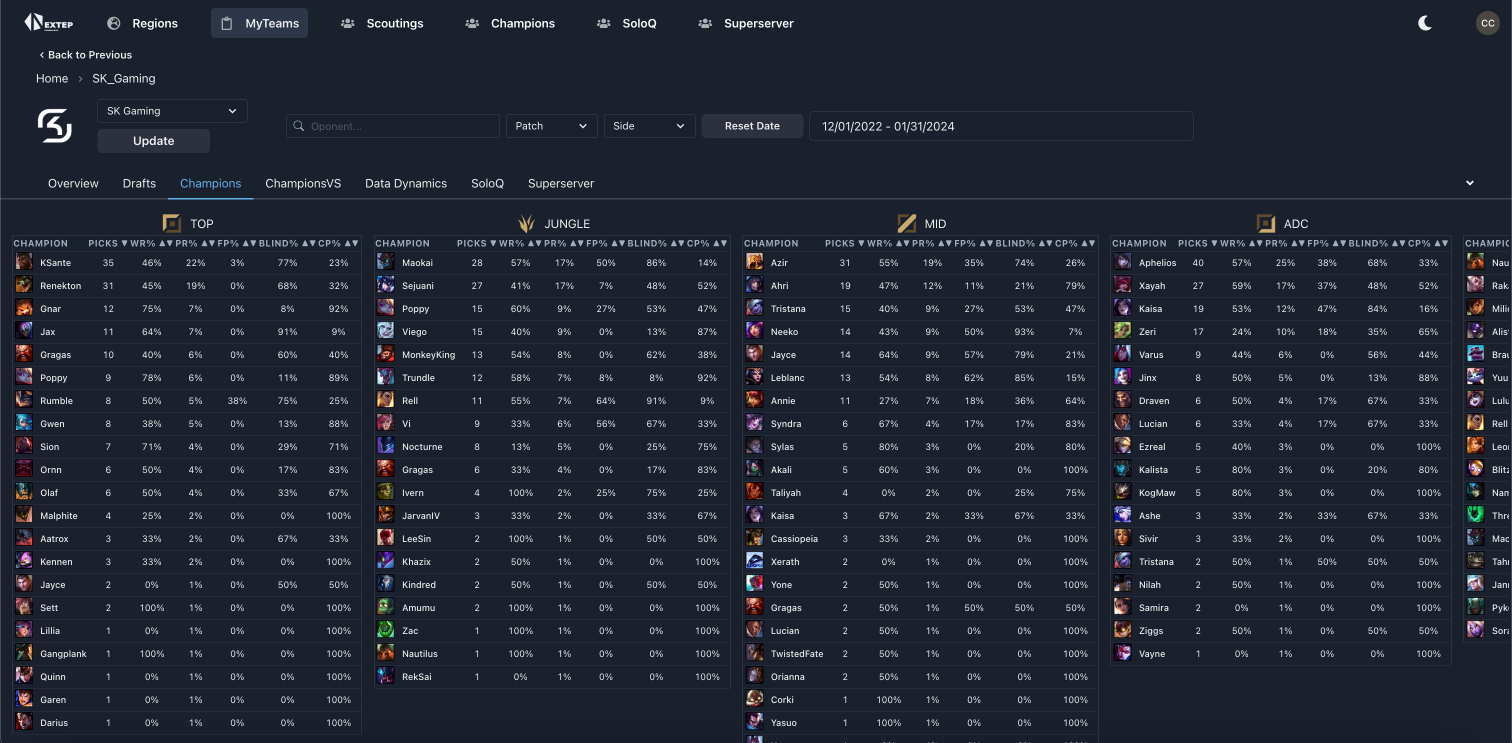 NEXTEP
Regions
MyTeams
Scoutings
Champions
SoloQ
Superserver
CC
Back to Previous
Home > SK_Gaming
SK Gaming
Update
Oponent...
Patch
Side
Reset Date
12/01/2022 - 01/31/2024
Overview Drafts Champions ChampionsVS Data Dynamics SoloQ Superserver
TOP
CHAMPION PICKS ▼ WR% ▲▼ PR% ▲▼ FP% ▲▼ BLIND% ▲▼ CP% ▲▼
KSante 35 46% 22% 3% 77% 23%
Renekton 31 45% 19% 0% 68% 32%
Gnar 12 75% 7% 0% 8% 92%
Jax 11 64% 7% 0% 91% 9%
Gragas 10 40% 6% 0% 60% 40%
Poppy 9 78% 6% 0% 11% 89%
Rumble 8 50% 5% 38% 75% 25%
Gwen 8 38% 5% 0% 13% 88%
Sion 7 71% 4% 0% 29% 71%
Ornn 6 50% 4% 0% 17% 83%
Olaf 6 50% 4% 0% 33% 67%
Malphite 4 25% 2% 0% 0% 100%
Aatrox 3 33% 2% 0% 67% 33%
Kennen 3 33% 2% 0% 0% 100%
Jayce 2 0% 1% 0% 50% 50%
Sett 2 100% 1% 0% 0% 100%
Lillia 1 0% 1% 0% 0% 100%
Gangplank 1 100% 1% 0% 0% 100%
Quinn 1 0% 1% 0% 0% 100%
Garen 1 0% 1% 0% 0% 100%
Darius 1 0% 1% 0% 0% 100%
JUNGLE
CHAMPION PICKS ▼ WR% ▲▼ PR% ▲▼ FP% ▲▼ BLIND% ▲▼ CP% ▲▼
Maokai 28 57% 17% 50% 86% 14%
Sejuani 27 41% 17% 7% 48% 52%
Poppy 15 60% 9% 27% 53% 47%
Viego 15 40% 9% 0% 13% 87%
MonkeyKing 13 54% 8% 0% 62% 38%
Trundle 12 58% 7% 8% 8% 92%
Rell 11 55% 7% 64% 91% 9%
Vi 9 33% 6% 56% 67% 33%
Nocturne 8 13% 5% 0% 25% 75%
Gragas 6 33% 4% 0% 17% 83%
Ivern 4 100% 2% 25% 75% 25%
JarvanIV 3 33% 2% 0% 33% 67%
LeeSin 2 100% 1% 0% 50% 50%
Khazix 2 50% 1% 0% 0% 100%
Kindred 2 50% 1% 0% 50% 50%
Amumu 2 100% 1% 0% 0% 100%
Zac 1 100% 1% 0% 0% 100%
Nautilus 1 100% 1% 0% 0% 100%
RekSai 1 0% 1% 0% 0% 100%
MID
CHAMPION PICKS ▼ WR% ▲▼ PR% ▲▼ FP% ▲▼ BLIND% ▲▼ CP% ▲▼
Azir 31 55% 19% 35% 74% 26%
Ahri 19 47% 12% 11% 21% 79%
Tristana 15 40% 9% 27% 53% 47%
Neeko 14 43% 9% 50% 93% 7%
Jayce 14 64% 9% 57% 79% 21%
Leblanc 13 54% 8% 62% 85% 15%
Annie 11 27% 7% 18% 36% 64%
Syndra 6 67% 4% 17% 17% 83%
Sylas 5 80% 3% 0% 20% 80%
Akali 5 60% 3% 0% 0% 100%
Taliyah 4 0% 2% 0% 25% 75%
Kaisa 3 67% 2% 33% 67% 33%
Cassiopeia 3 33% 2% 0% 0% 100%
Xerath 2 0% 1% 0% 0% 100%
Yone 2 50% 1% 0% 0% 100%
Gragas 2 50% 1% 50% 50% 50%
Lucian 2 50% 1% 0% 0% 100%
TwistedFate 2 50% 1% 0% 0% 100%
Orianna 2 50% 1% 0% 0% 100%
Corki 1 100% 1% 0% 0% 100%
Yasuo 1 100% 1% 0% 0% 100%
ADC
CHAMPION PICKS ▼ WR% ▲▼ PR% ▲▼ FP% ▲▼ BLIND% ▲▼ CP% ▲▼
Aphelios 40 57% 25% 38% 68% 33%
Xayah 27 59% 17% 37% 48% 52%
Kaisa 19 53% 12% 47% 84% 16%
Zeri 17 24% 10% 18% 35% 65%
Varus 9 44% 6% 0% 56% 44%
Jinx 8 50% 5% 0% 13% 88%
Draven 6 50% 4% 17% 67% 33%
Lucian 6 33% 4% 17% 67% 33%
Ezreal 5 40% 3% 0% 0% 100%
Kalista 5 80% 3% 0% 20% 80%
KogMaw 5 80% 3% 0% 0% 100%
Ashe 3 33% 2% 33% 67% 33%
Sivir 3 33% 2% 0% 0% 100%
Tristana 2 50% 1% 50% 50% 50%
Nilah 2 50% 1% 0% 0% 100%
Samira 2 0% 1% 0% 0% 100%
Ziggs 2 50% 1% 0% 50% 50%
Vayne 1 0% 1% 0% 0% 100%
CHAMPIO
Nau
Rak
Mili
Alis
Brau
Yuu
Lulu
Rell
Leo
Blitz
Nam
Thre
Mao
Tah
Jan
Pyk
Sora